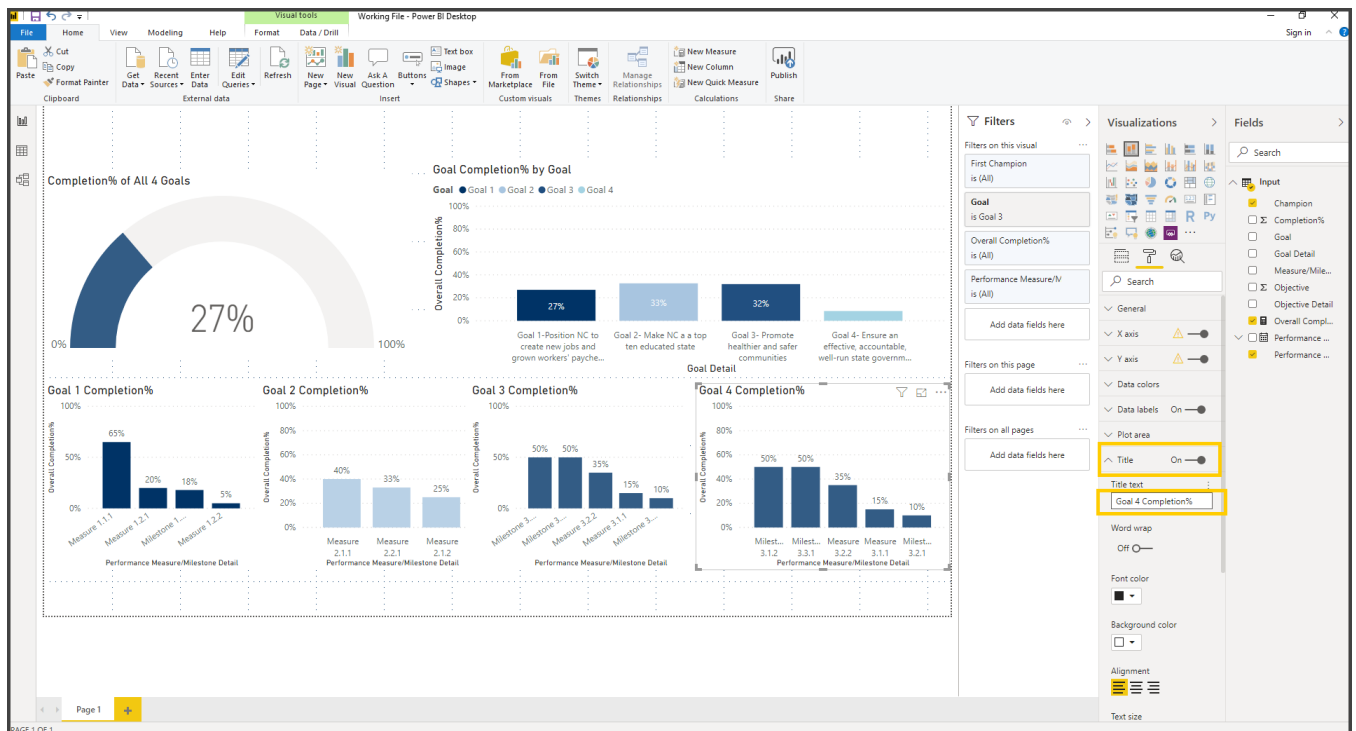 Visual tools
Working File - Power BI Desktop
File
Home
View
Modeling
Help
Format
Data / Drill
Sign in
Paste
Cut
Copy
Format Painter
Get Data
Recent Sources
Enter Data
Edit Queries
Refresh
New Page
New Visual
Ask A Question
Buttons
Text box
Image
Shapes
From Marketplace
From File
Switch Theme
Manage Relationships
New Measure
New Column
New Quick Measure
Publish
Clipboard
External data
Insert
Custom visuals
Themes
Relationships
Calculations
Share
Completion% of All 4 Goals
27%
0%
100%
Goal Completion% by Goal
Goal Goal 1 Goal 2 Goal 3 Goal 4
Overall Completion%
100%
80%
60%
40%
20%
0%
27%
33%
32%
Goal 1-Position NC to create new jobs and grown workers' payche...
Goal 2- Make NC a a top ten educated state
Goal 3- Promote healthier and safer communities
Goal 4- Ensure an effective, accountable, well-run state governm...
Goal Detail
Goal 1 Completion%
Overall Completion%
100%
50%
0%
65%
20%
18%
5%
Measure 1.1.1
Measure 1.2.1
Milestone 1....
Measure 1.2.2
Performance Measure/Milestone Detail
Goal 2 Completion%
Overall Completion%
100%
80%
60%
40%
20%
0%
40%
33%
25%
Measure 2.1.1
Measure 2.2.1
Measure 2.1.2
Performance Measure/Milestone Detail
Goal 3 Completion%
Overall Completion%
100%
50%
0%
50%
50%
35%
15%
10%
Milestone 3....
Milestone 3....
Measure 3.2.2
Measure 3.1.1
Milestone 3....
Performance Measure/Milestone Detail
Goal 4 Completion%
Overall Completion%
100%
80%
60%
40%
20%
0%
50%
50%
35%
15%
10%
Milest... 3.1.2
Milest... 3.3.1
Measure 3.2.2
Measure 3.1.1
Milest... 3.2.1
Performance Measure/Milestone Detail
Filters
Filters on this visual
First Champion
is (All)
Goal
is Goal 3
Overall Completion%
is (All)
Performance Measure/M
is (All)
Add data fields here
Filters on this page
Add data fields here
Filters on all pages
Add data fields here
Visualizations
R Py
Search
General
X axis
Y axis
Data colors
Data labels On
Plot area
Title On
Title text
Goal 4 Completion%
Word wrap
Off
Font color
Background color
Alignment
Text size
Fields
Search
Input
Champion
Σ Completion%
Goal
Goal Detail
Measure/Mile...
Σ Objective
Objective Detail
Overall Compl...
Performance ...
Performance ...
Page 1
PAGE 1 OF 1